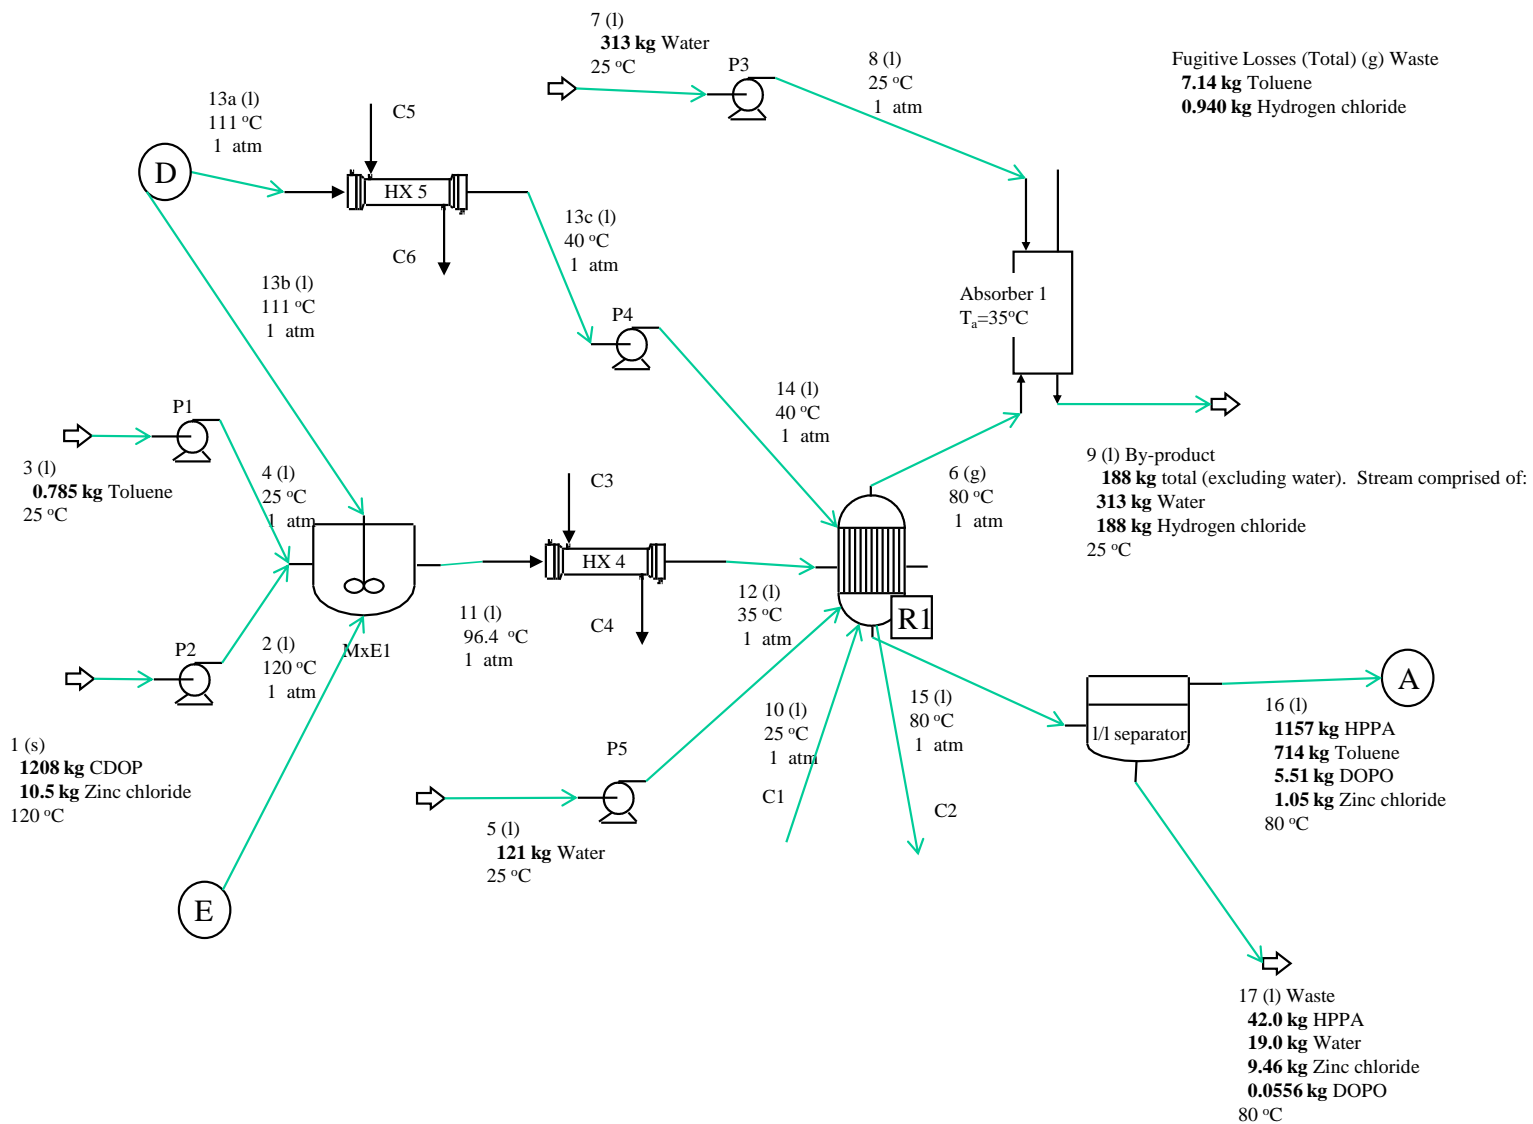 7 (l)
313 kg Water
25 °C
P3
8 (l)
25 °C
1 atm
Fugitive Losses (Total) (g) Waste
7.14 kg Toluene
0.940 kg Hydrogen chloride
13a (l)
111 °C
1 atm
C5
D
HX 5
C6
13c (l)
40 °C
1 atm
13b (l)
111 °C
1 atm
P4
Absorber 1
Ta=35°C
14 (l)
40 °C
1 atm
P1
3 (l)
0.785 kg Toluene
25 °C
4 (l)
25 °C
1 atm
C3
HX 4
C4
6 (g)
80 °C
1 atm
9 (l) By-product
188 kg total (excluding water). Stream comprised of:
313 kg Water
188 kg Hydrogen chloride
25 °C
MxE1
11 (l)
96.4 °C
1 atm
12 (l)
35 °C
1 atm
R1
P2
2 (l)
120 °C
1 atm
1 (s)
1208 kg CDOP
10.5 kg Zinc chloride
120 °C
E
P5
5 (l)
121 kg Water
25 °C
10 (l)
25 °C
1 atm
C1
15 (l)
80 °C
1 atm
C2
l/l separator
A
16 (l)
1157 kg HPPA
714 kg Toluene
5.51 kg DOPO
1.05 kg Zinc chloride
80 °C
17 (l) Waste
42.0 kg HPPA
19.0 kg Water
9.46 kg Zinc chloride
0.0556 kg DOPO
80 °C